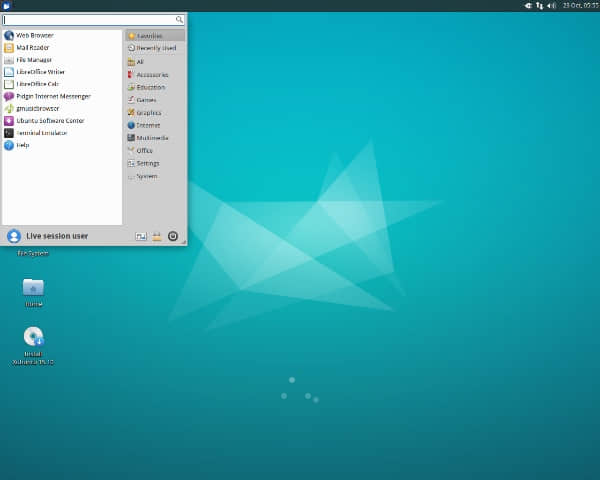 23 Oct, 05:55
Web Browser
Mail Reader
File Manager
LibreOffice Writer
LibreOffice Calc
Pidgin Internet Messenger
gmusicbrowser
Ubuntu Software Center
Terminal Emulator
Help
Favorites
Recently Used
All
Accessories
Education
Games
Graphics
Internet
Multimedia
Office
Settings
System
Live session user
File System
Home
Install
Xubuntu 15.10